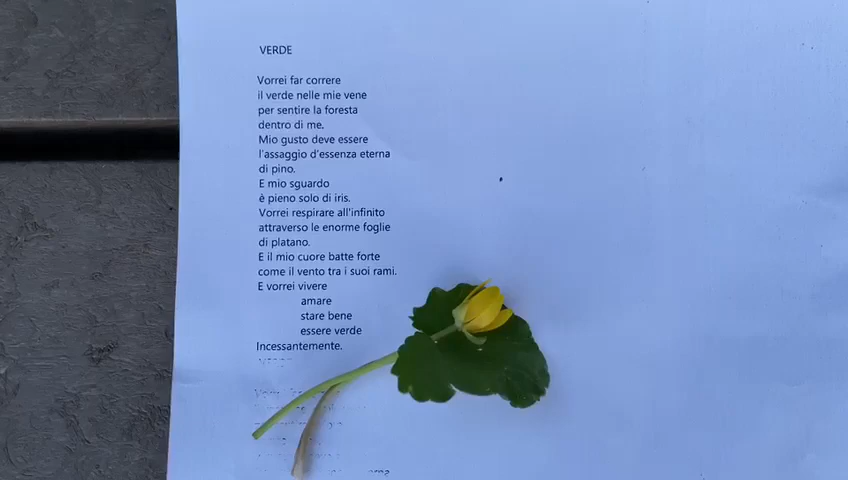 VERDE
Vorrei far correre
il verde nelle mie vene
per sentire la foresta
dentro di me.
Mio gusto deve essere
l'assaggio d'essenza eterna
di pino.
E mio sguardo
è pieno solo di iris.
Vorrei respirare all'infinito
attraverso le enorme foglie
di platano.
E il mio cuore batte forte
come il vento tra i suoi rami.
E vorrei vivere
amare
stare bene
essere verde
Incessantemente.